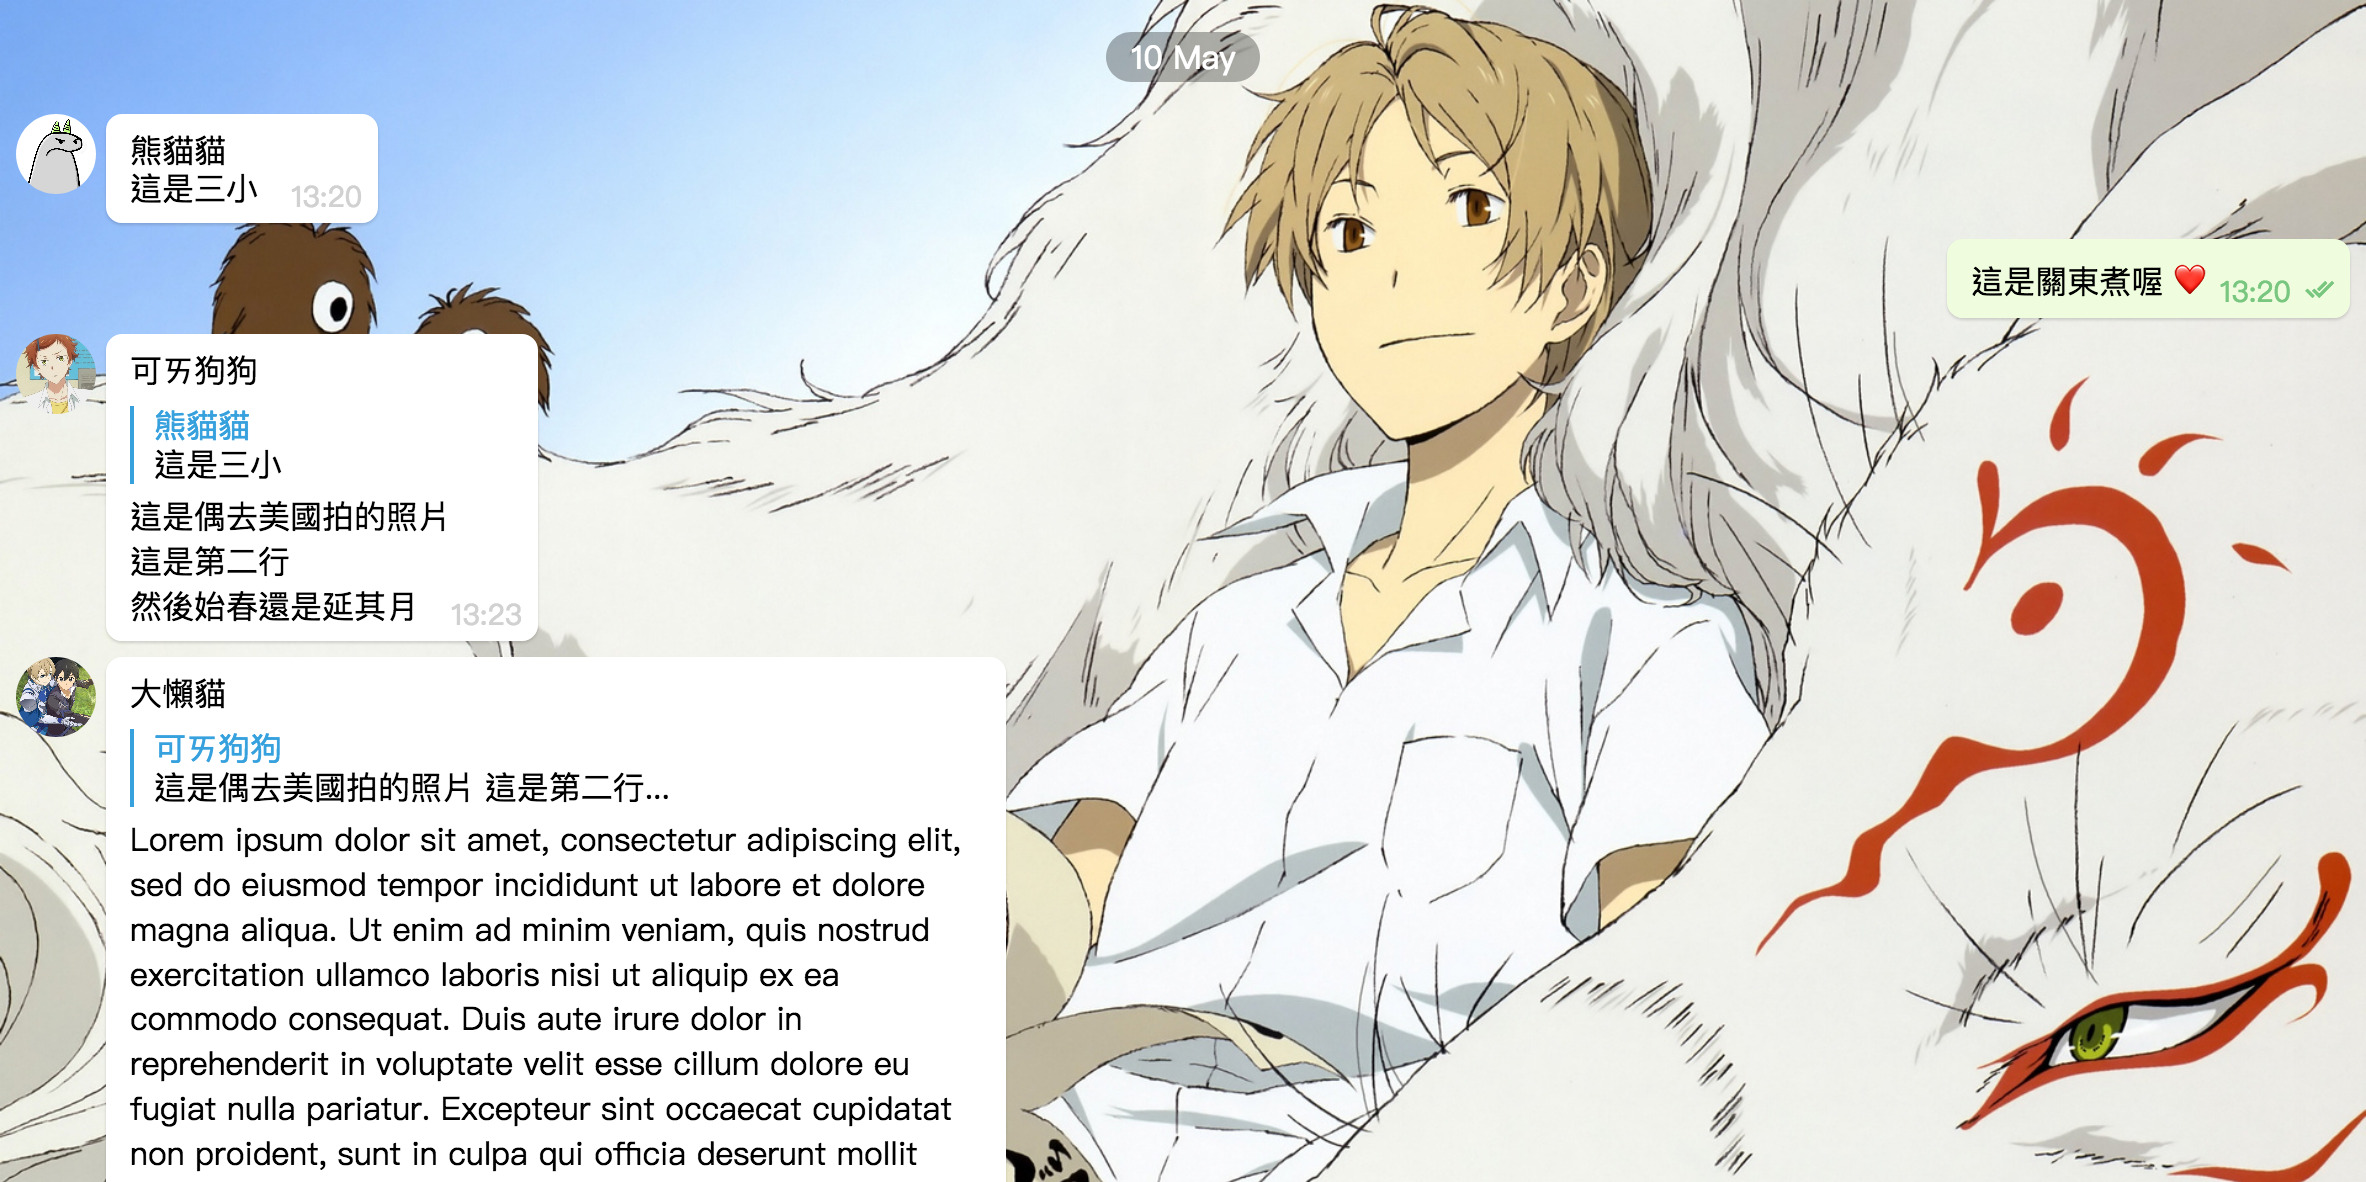 10 May
熊貓貓
這是三小 13:20
這是關東煮喔 ❤️ 13:20
可ㄞ狗狗
熊貓貓
這是三小
這是偶去美國拍的照片
這是第二行
然後始春還是延其月 13:23
大懶貓
可ㄞ狗狗
這是偶去美國拍的照片 這是第二行...
Lorem ipsum dolor sit amet, consectetur adipiscing elit,
sed do eiusmod tempor incididunt ut labore et dolore
magna aliqua. Ut enim ad minim veniam, quis nostrud
exercitation ullamco laboris nisi ut aliquip ex ea
commodo consequat. Duis aute irure dolor in
reprehenderit in voluptate velit esse cillum dolore eu
fugiat nulla pariatur. Excepteur sint occaecat cupidatat
non proident, sunt in culpa qui officia deserunt mollit